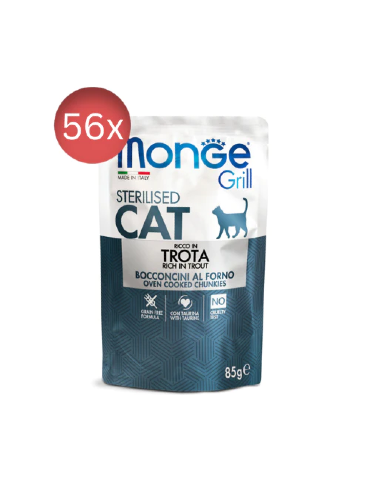 56x
Monge
MADE IN ITALY
Grill
STERILISED
CAT
RICCO IN
TROTA
RICH IN TROUT
BOCCONCINI AL FORNO
OVEN COOKED CHUNKIES
GRAIN FREE
FORMULA
CON TAURINA
WITH TAURINE
NO
CRUELTY
TEST
85g e